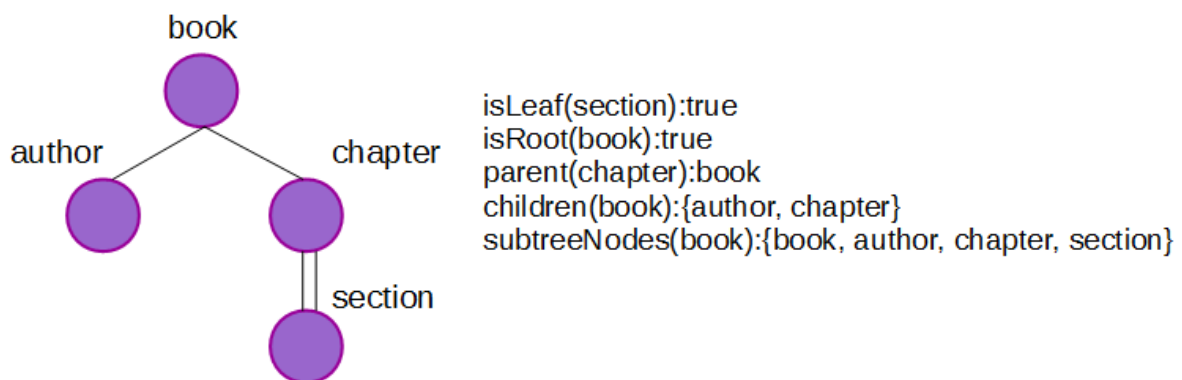 book
author
chapter
section
isLeaf(section):true
isRoot(book):true
parent(chapter):book
children(book):{author, chapter}
subtreeNodes(book):{book, author, chapter, section}